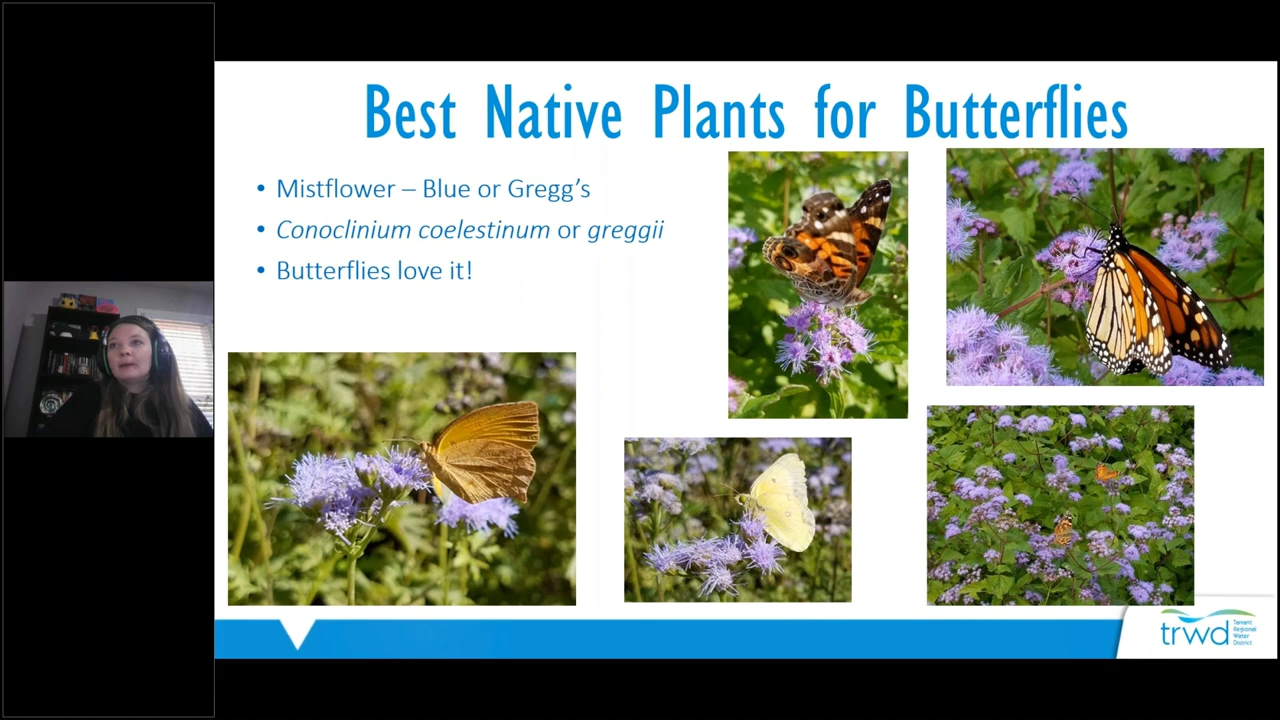 Best Native Plants for Butterflies
• Mistflower – Blue or Gregg's
• Conoclinium coelestinum or greggii
• Butterflies love it!
trwd
Tarrant
Regional
Water
District